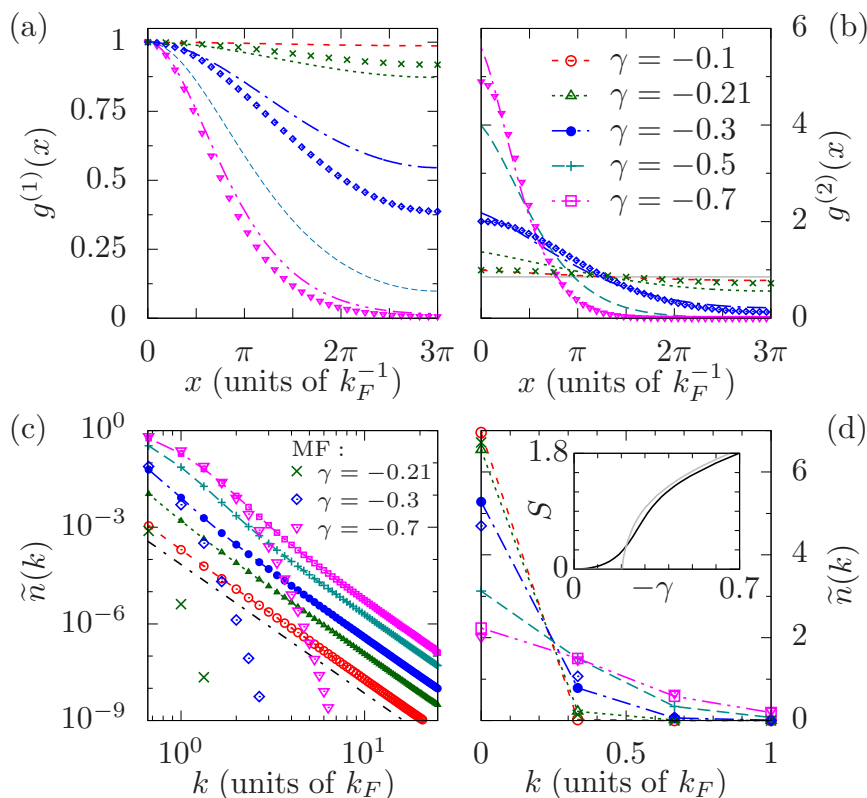 (a)
1
0.75
0.5
0.25
0
g^(1)(x)
0 π 2π 3π
x (units of k_F^-1)
(b)
6
4
2
0
g^(2)(x)
γ = −0.1
γ = −0.21
γ = −0.3
γ = −0.5
γ = −0.7
0 π 2π 3π
x (units of k_F^-1)
(c)
10^0
10^-3
10^-6
10^-9
ñ(k)
MF :
γ = −0.21
γ = −0.3
γ = −0.7
10^0 10^1
k (units of k_F)
(d)
6
4
2
0
ñ(k)
1.8
S
0
0 −γ 0.7
0 0.5 1
k (units of k_F)